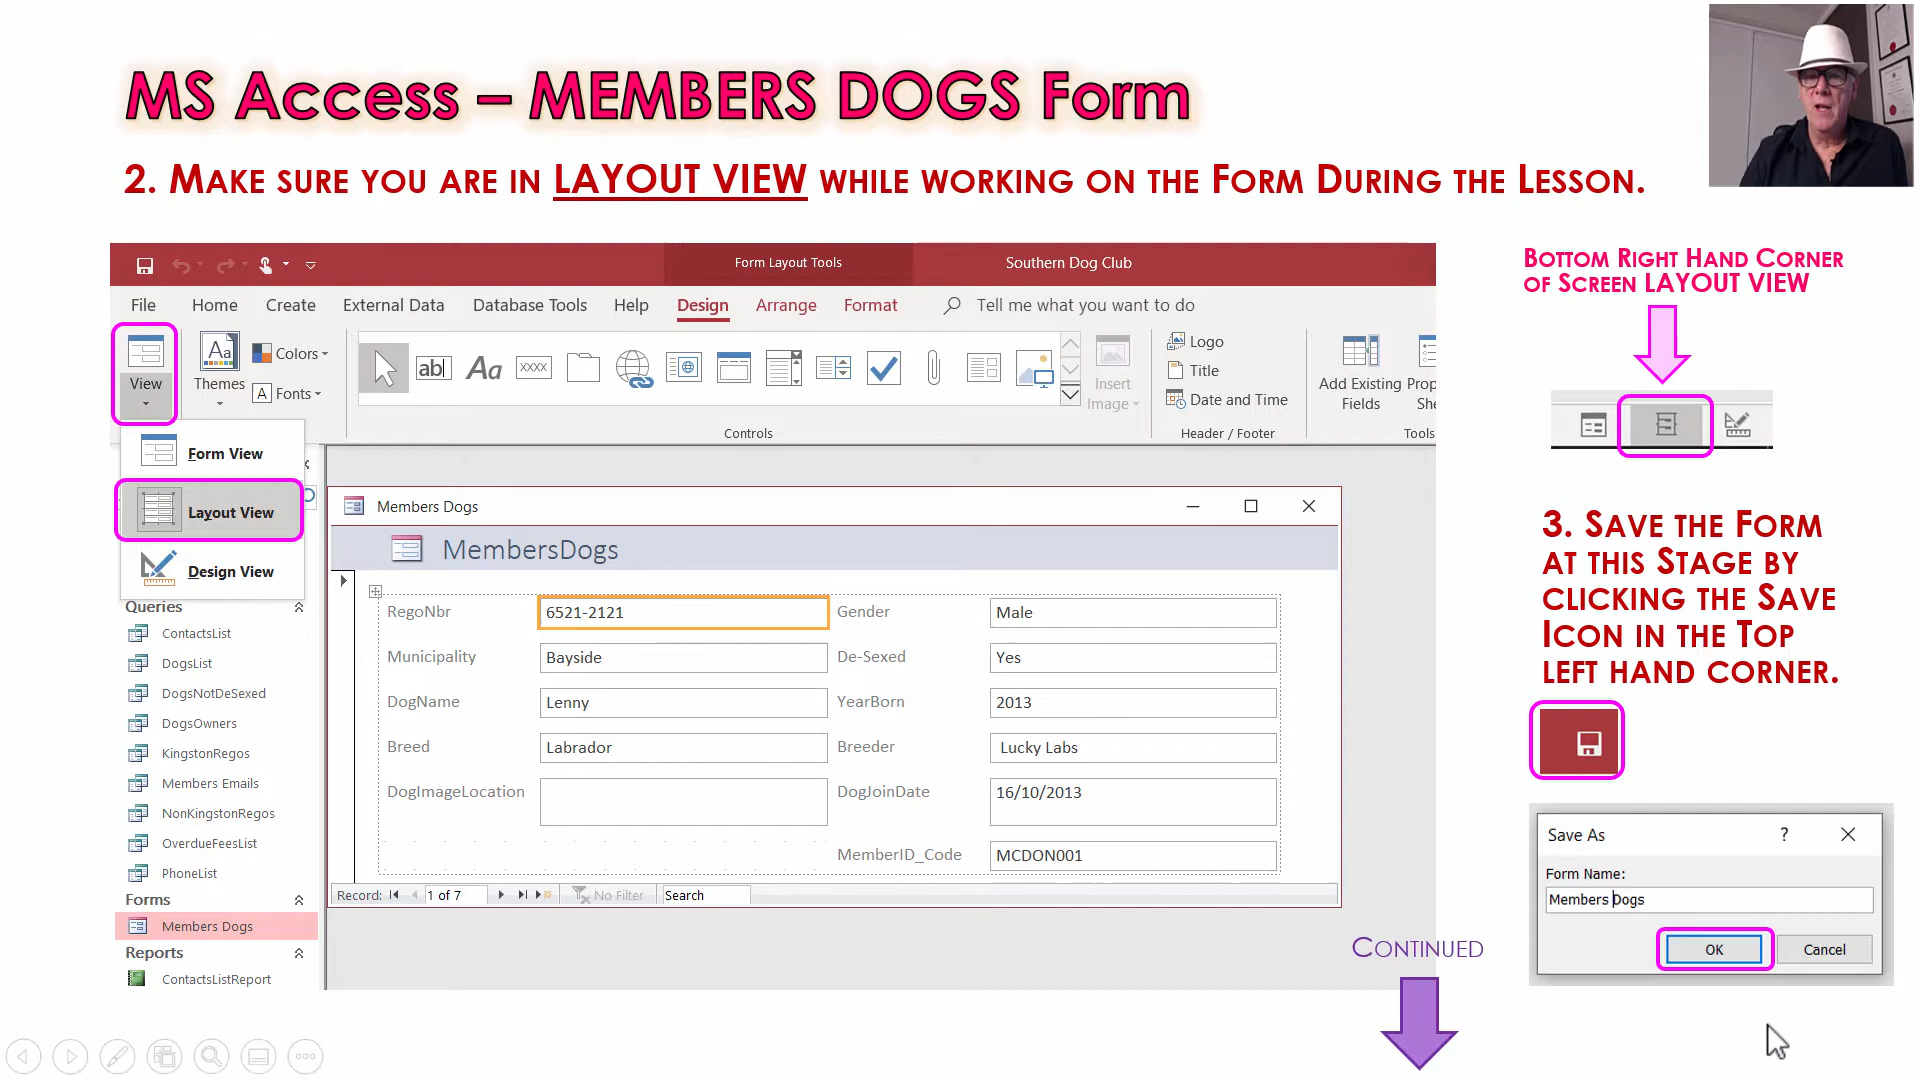 MS Access – MEMBERS DOGS Form
2. Make sure you are in LAYOUT VIEW while working on the Form During the Lesson.
Form Layout Tools
Southern Dog Club
File
Home
Create
External Data
Database Tools
Help
Design
Arrange
Format
Tell me what you want to do
View
Themes
Colors
Fonts
Aa
ab
Aa
XXXX
Controls
Insert
Image
Logo
Title
Date and Time
Header / Footer
Add Existing
Fields
Prop
She
Tools
Form View
Layout View
Design View
Queries
ContactsList
DogsList
DogsNotDeSexed
DogsOwners
KingstonRegos
Members Emails
NonKingstonRegos
OverdueFeesList
PhoneList
Forms
Members Dogs
Reports
ContactsListReport
Members Dogs
MembersDogs
RegoNbr 6521-2121 Gender Male
Municipality Bayside De-Sexed Yes
DogName Lenny YearBorn 2013
Breed Labrador Breeder Lucky Labs
DogImageLocation DogJoinDate 16/10/2013
MemberID_Code MCDON001
Record: 1 of 7 No Filter Search
Continued
Bottom Right Hand Corner
of Screen LAYOUT VIEW
3. Save the Form
at this Stage by
clicking the Save
Icon in the Top
left hand corner.
Save As ?
Form Name:
Members Dogs
OK Cancel